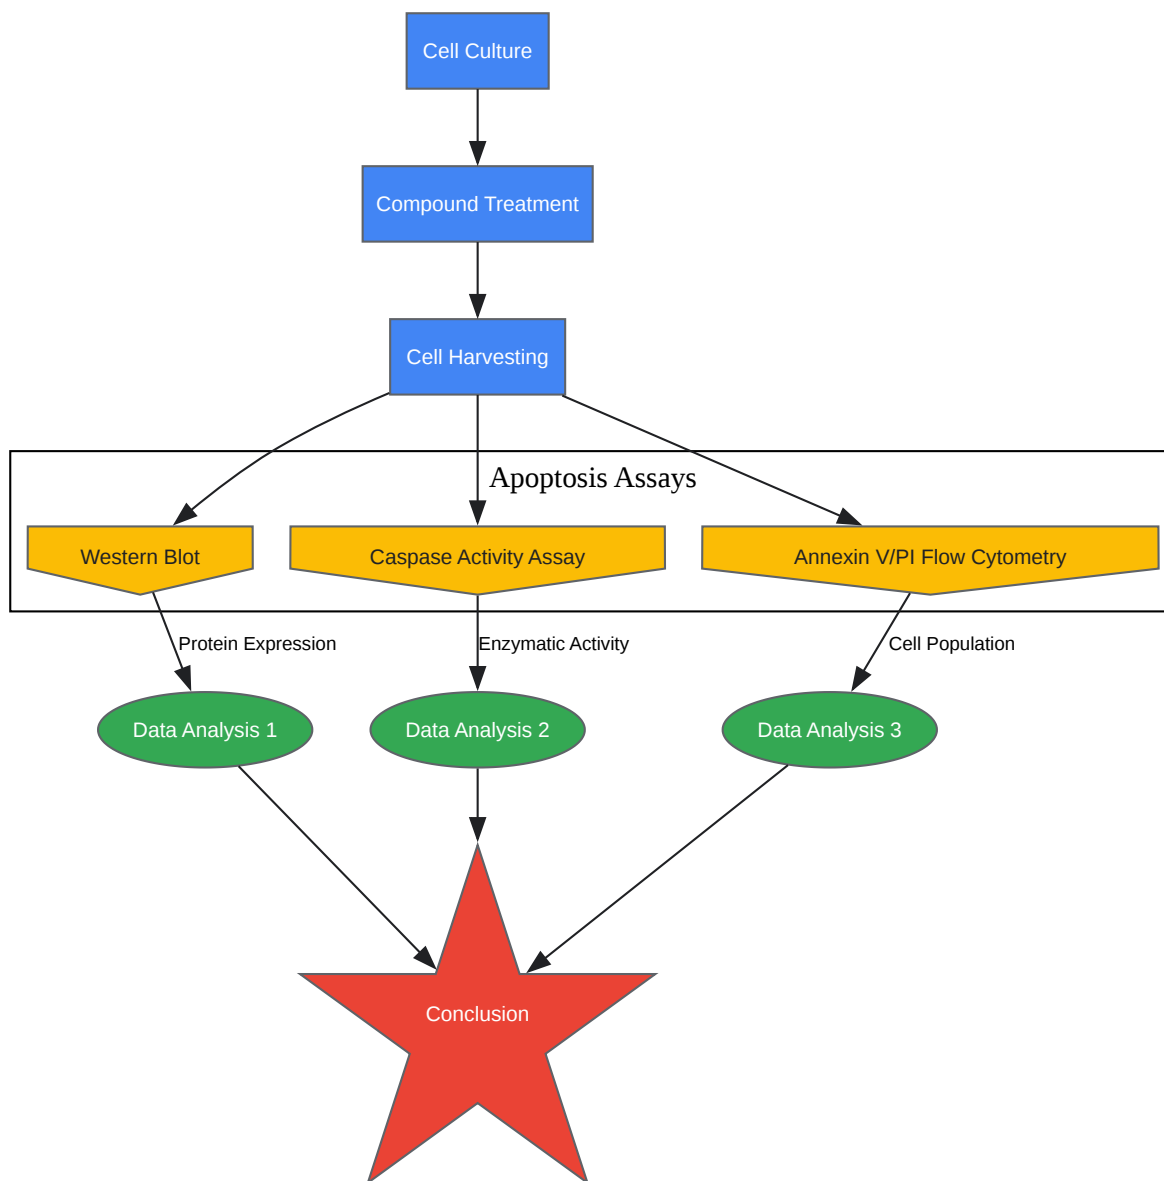 Cell Culture
Compound Treatment
Cell Harvesting
Apoptosis Assays
Western Blot
Caspase Activity Assay
Annexin V/PI Flow Cytometry
Protein Expression
Enzymatic Activity
Cell Population
Data Analysis 1
Data Analysis 2
Data Analysis 3
Conclusion